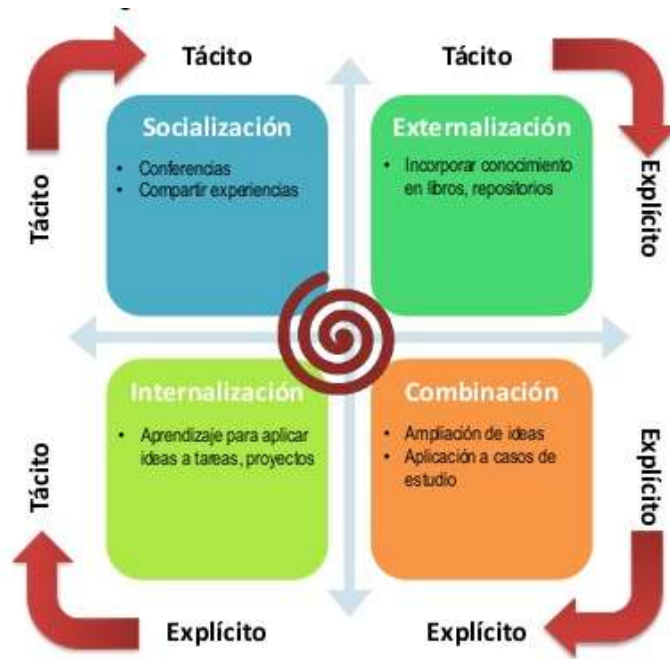 Tácito
Tácito
Socialización
• Conferencias
• Compartir experiencias
Externalización
• Incorporar conocimiento
en libros, repositorios
Tácito
Explícito
Internalización
• Aprendizaje para aplicar
ideas a tareas, proyectos
Combinación
• Ampliación de ideas
• Aplicación a casos de
estudio
Tácito
Explícito
Explícito
Explícito